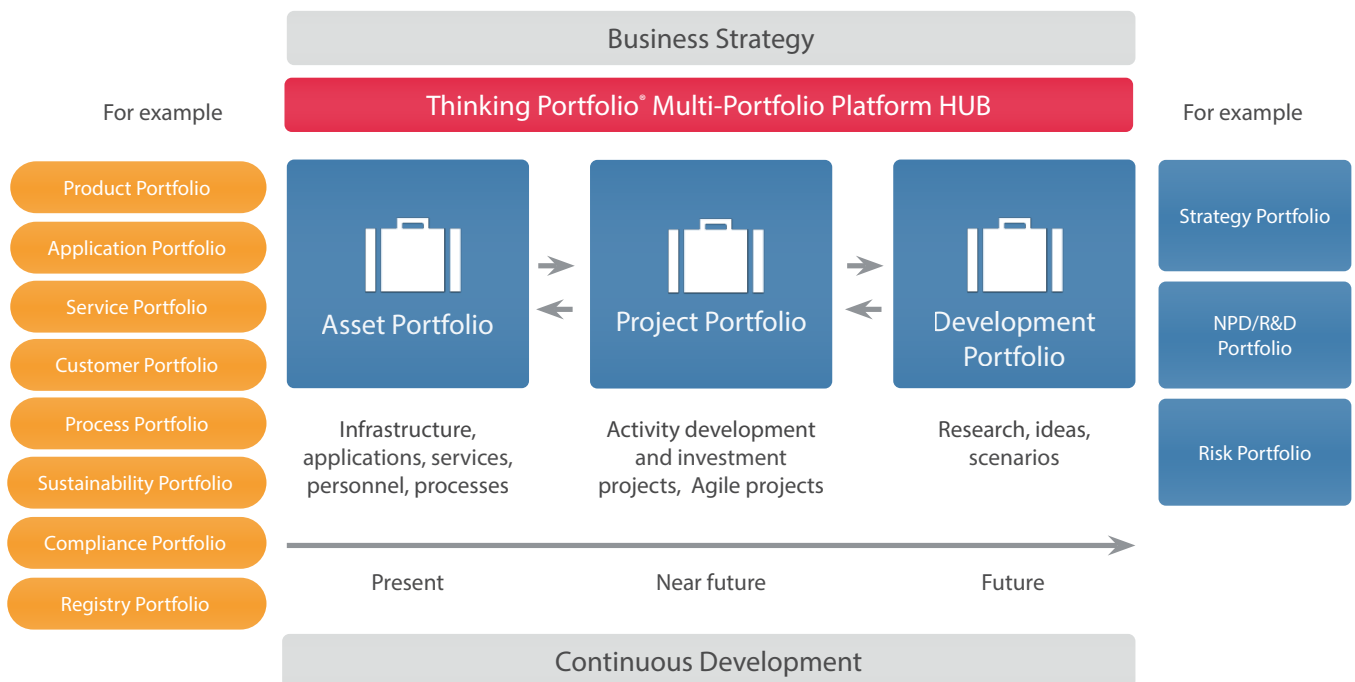 Business Strategy
Thinking Portfolio® Multi-Portfolio Platform HUB
For example
Product Portfolio
Application Portfolio
Service Portfolio
Customer Portfolio
Process Portfolio
Sustainability Portfolio
Compliance Portfolio
Registry Portfolio
Asset Portfolio
Infrastructure,
applications, services,
personnel, processes
Project Portfolio
Activity development
and investment
projects, Agile projects
Development
Portfolio
Research, ideas,
scenarios
For example
Strategy Portfolio
NPD/R&D
Portfolio
Risk Portfolio
Present
Near future
Future
Continuous Development